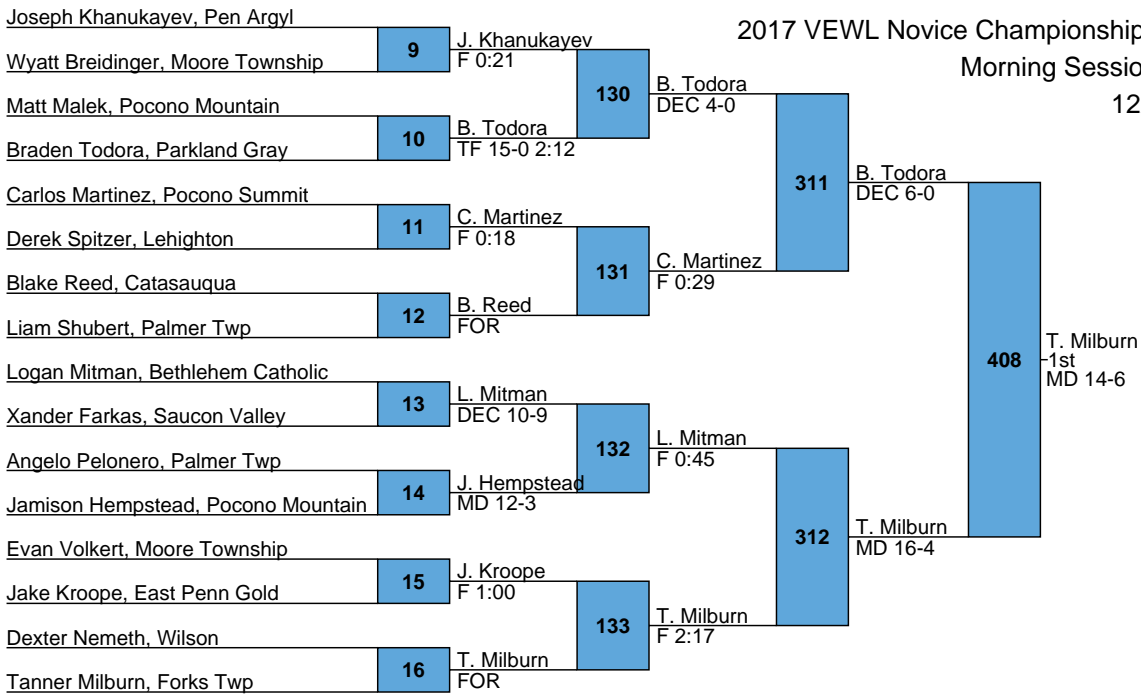 2017 VEWL Novice Championship
Morning Sessio
12
Joseph Khanukayev, Pen Argyl
Wyatt Breidinger, Moore Township
Matt Malek, Pocono Mountain
Braden Todora, Parkland Gray
Carlos Martinez, Pocono Summit
Derek Spitzer, Lehighton
Blake Reed, Catasauqua
Liam Shubert, Palmer Twp
Logan Mitman, Bethlehem Catholic
Xander Farkas, Saucon Valley
Angelo Pelonero, Palmer Twp
Jamison Hempstead, Pocono Mountain
Evan Volkert, Moore Township
Jake Kroope, East Penn Gold
Dexter Nemeth, Wilson
Tanner Milburn, Forks Twp
9
10
11
12
13
14
15
16
J. Khanukayev
F 0:21
B. Todora
TF 15-0 2:12
C. Martinez
F 0:18
B. Reed
FOR
L. Mitman
DEC 10-9
J. Hempstead
MD 12-3
J. Kroope
F 1:00
T. Milburn
FOR
130
131
132
133
B. Todora
DEC 4-0
C. Martinez
F 0:29
L. Mitman
F 0:45
T. Milburn
F 2:17
311
312
B. Todora
DEC 6-0
T. Milburn
MD 16-4
408
T. Milburn
1st
MD 14-6